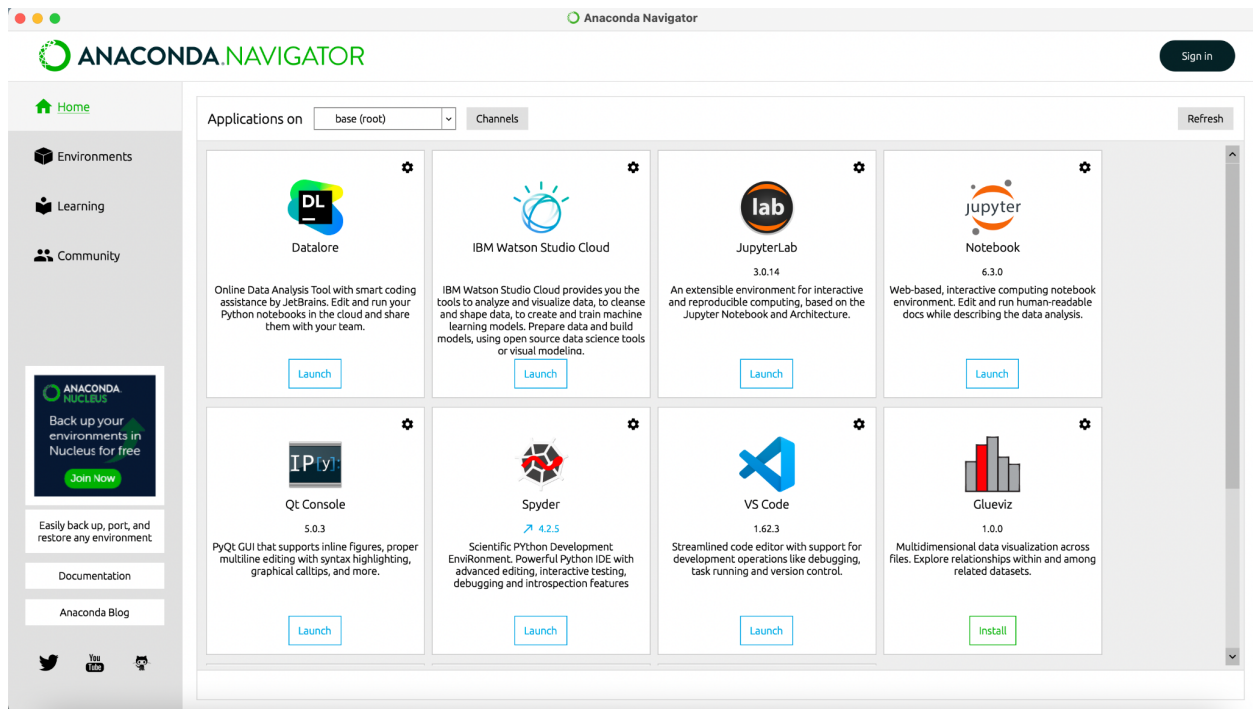 Anaconda Navigator
ANACONDA.NAVIGATOR
Sign in
Home
Environments
Learning
Community
ANACONDA.
NUCLEUS
Back up your
environments in
Nucleus for free
Join Now
Easily back up, port, and
restore any environment
Documentation
Anaconda Blog
You
Tube
Applications on
base (root)
Channels
Refresh
DL
Datalore
Online Data Analysis Tool with smart coding
assistance by JetBrains. Edit and run your
Python notebooks in the cloud and share
them with your team.
Launch
IBM Watson Studio Cloud
IBM Watson Studio Cloud provides you the
tools to analyze and visualize data, to cleanse
and shape data, to create and train machine
learning models. Prepare data and build
models, using open source data science tools
or visual modeling.
Launch
lab
JupyterLab
3.0.14
An extensible environment for interactive
and reproducible computing, based on the
Jupyter Notebook and Architecture.
Launch
jupyter
Notebook
6.3.0
Web-based, interactive computing notebook
environment. Edit and run human-readable
docs while describing the data analysis.
Launch
IP[y]:
Qt Console
5.0.3
PyQt GUI that supports inline figures, proper
multiline editing with syntax highlighting,
graphical calltips, and more.
Launch
Spyder
4.2.5
Scientific PYthon Development
EnviRonment. Powerful Python IDE with
advanced editing, interactive testing,
debugging and introspection features
Launch
VS Code
1.62.3
Streamlined code editor with support for
development operations like debugging,
task running and version control.
Launch
Glueviz
1.0.0
Multidimensional data visualization across
files. Explore relationships within and among
related datasets.
Install